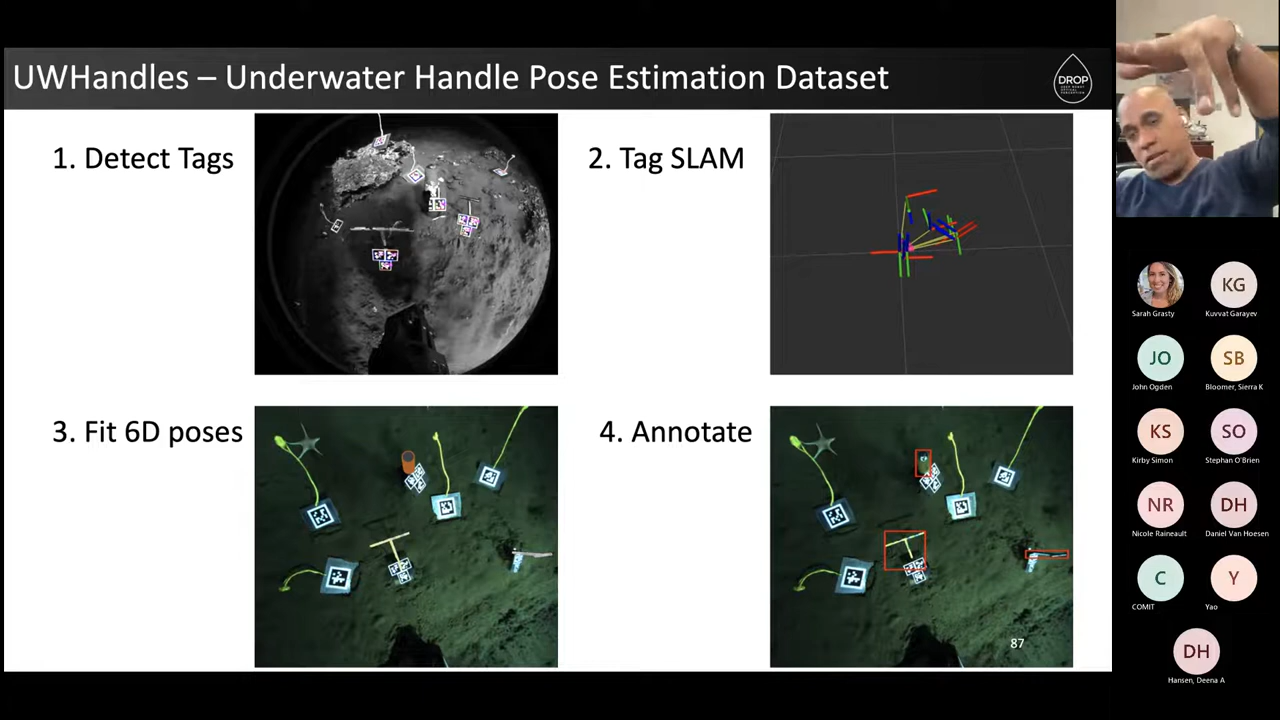 UWHandles – Underwater Handle Pose Estimation Dataset
DROP
1. Detect Tags
2. Tag SLAM
3. Fit 6D poses
4. Annotate
87
Sarah Grasty
KG
Kuvvat Garayev
JO
John Ogden
SB
Bloomer, Sierra K
KS
Kirby Simon
SO
Stephan O'Brien
NR
Nicole Raineault
DH
Daniel Van Hoesen
C
COMIT
Y
Yao
DH
Hansen, Deena A